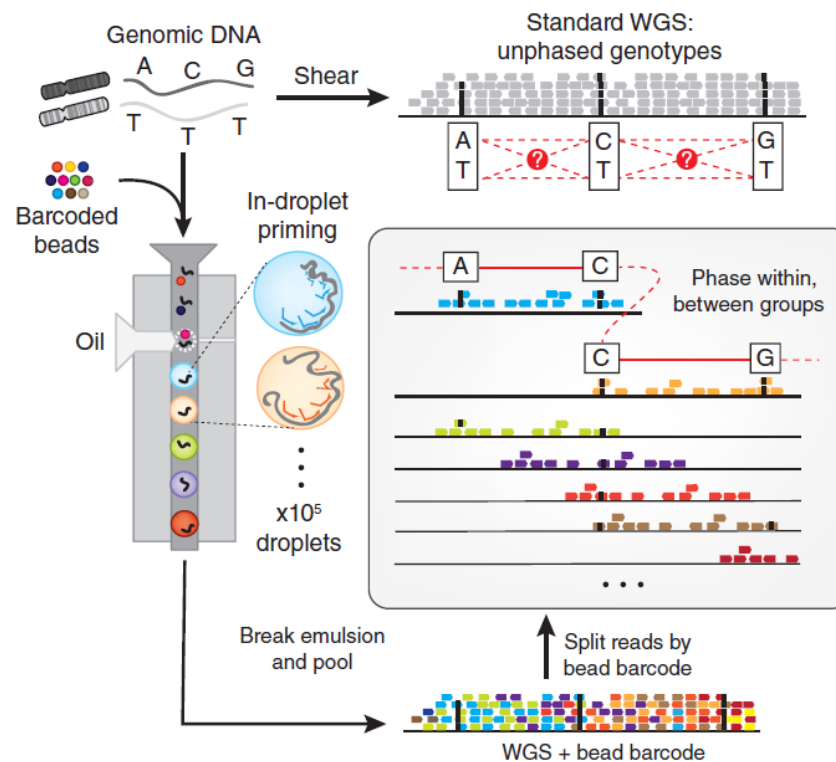 Genomic DNA
A C G
T T T
Shear
Standard WGS:
unphased genotypes
A C G
T T T
? ?
Barcoded
beads
In-droplet
priming
Oil
x10⁵
droplets
A C
Phase within,
between groups
C G
Break emulsion
and pool
Split reads by
bead barcode
WGS + bead barcode